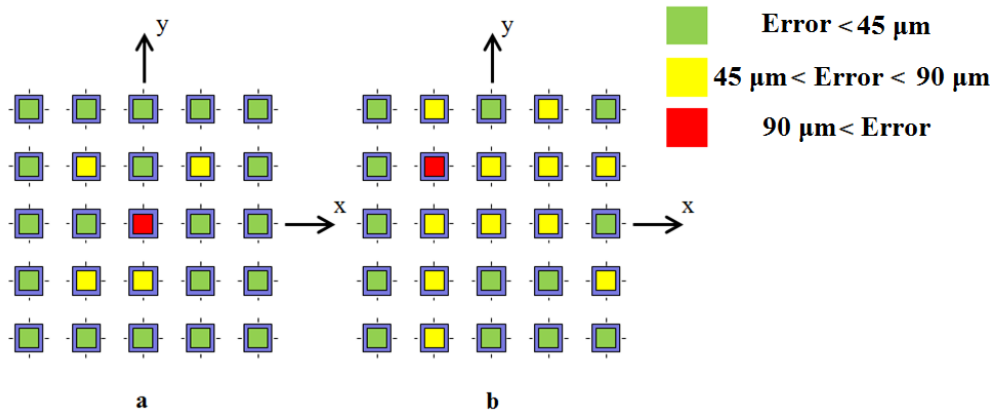 y
y
Error < 45 μm
45 μm < Error < 90 μm
90 μm < Error
x
x
a
b